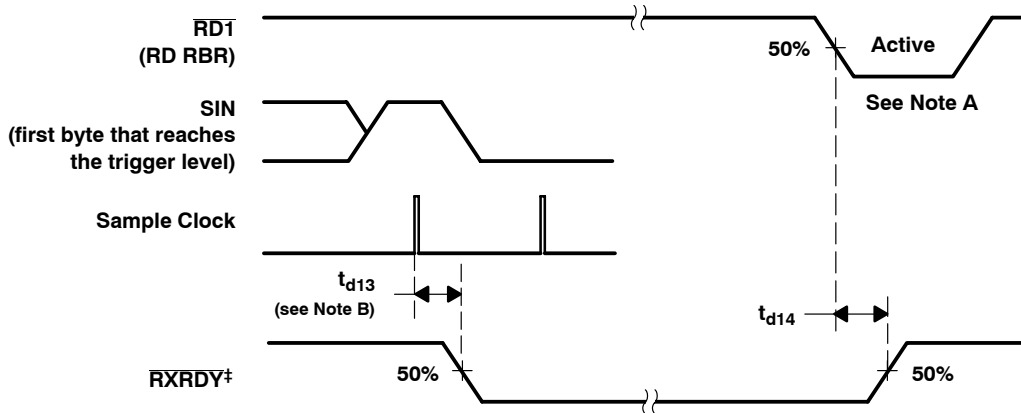 RD1
(RD RBR)
50%
Active
See Note A
SIN
(first byte that reaches
the trigger level)
Sample Clock
td13
(see Note B)
td14
RXRDY‡
50%
50%